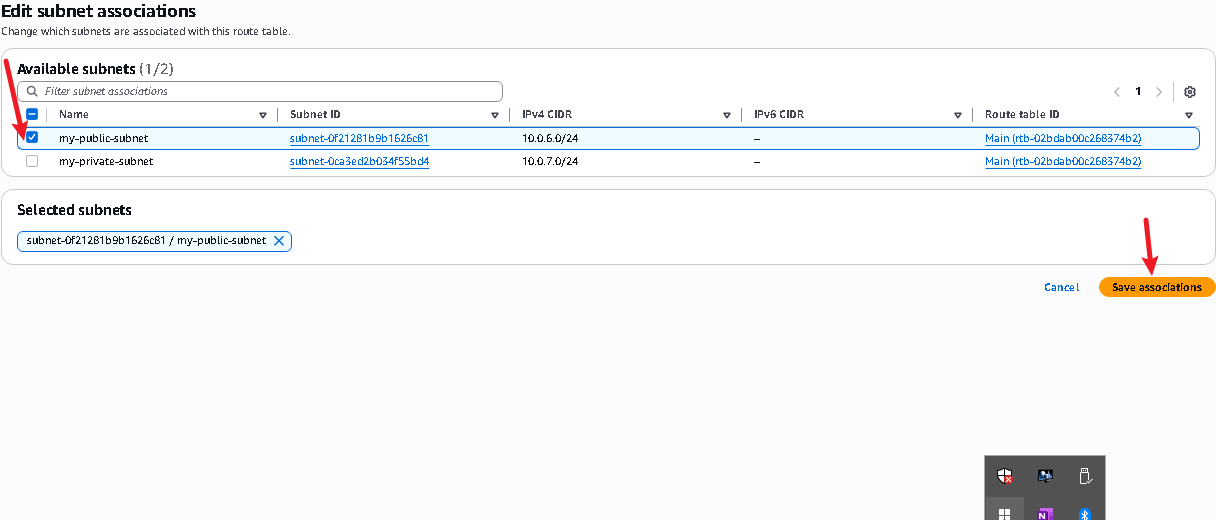 Edit subnet associations
Change which subnets are associated with this route table.
Available subnets (1/2)
Filter subnet associations
1
Name Subnet ID IPv4 CIDR IPv6 CIDR Route table ID
my-public-subnet subnet-0f21281b9b1626c81 10.0.6.0/24 – Main (rtb-02bdab00c268374b2)
my-private-subnet subnet-0ca3ed2b034f55bd4 10.0.7.0/24 – Main (rtb-02bdab00c268374b2)
Selected subnets
subnet-0f21281b9b1626c81 / my-public-subnet
Cancel Save associations
N